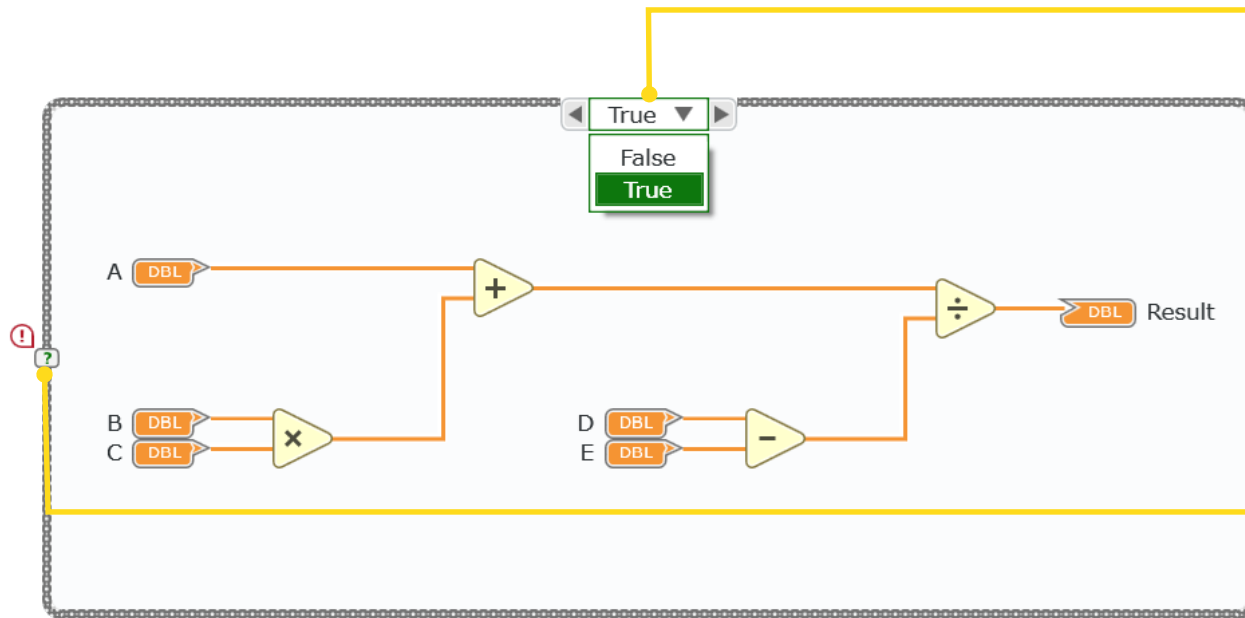 True
False
True
A DBL
+
÷
DBL Result
!
?
B DBL
C DBL
×
D DBL
E DBL
−